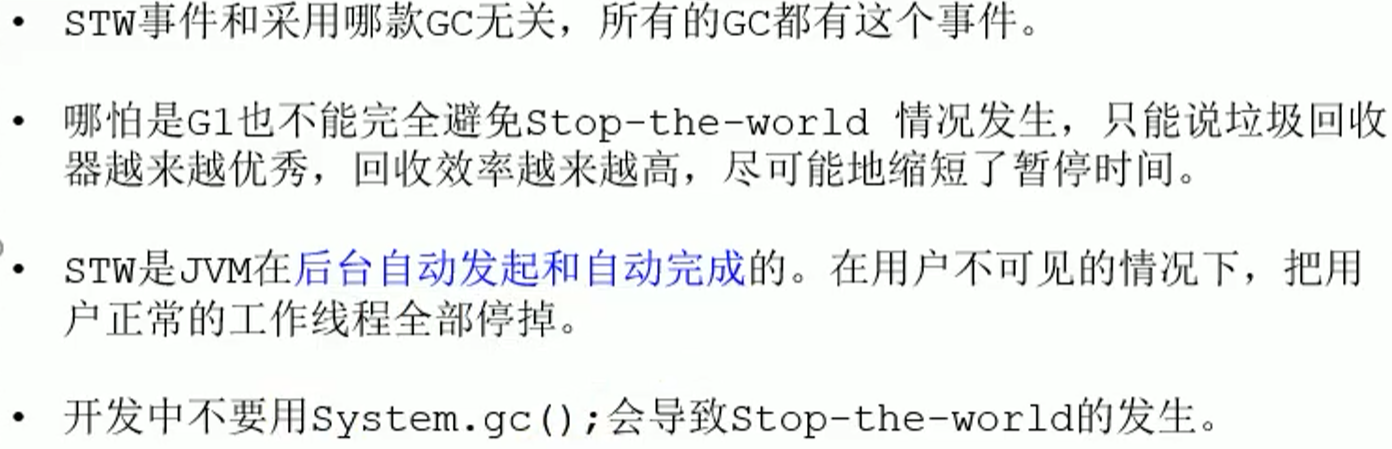 • STW事件和采用哪款GC无关，所有的GC都有这个事件。
• 哪怕是G1也不能完全避免Stop-the-world 情况发生，只能说垃圾回收
器越来越优秀，回收效率越来越高，尽可能地缩短了暂停时间。
• STW是JVM在后台自动发起和自动完成的。在用户不可见的情况下，把用
户正常的工作线程全部停掉。
• 开发中不要用System.gc();会导致Stop-the-world的发生。